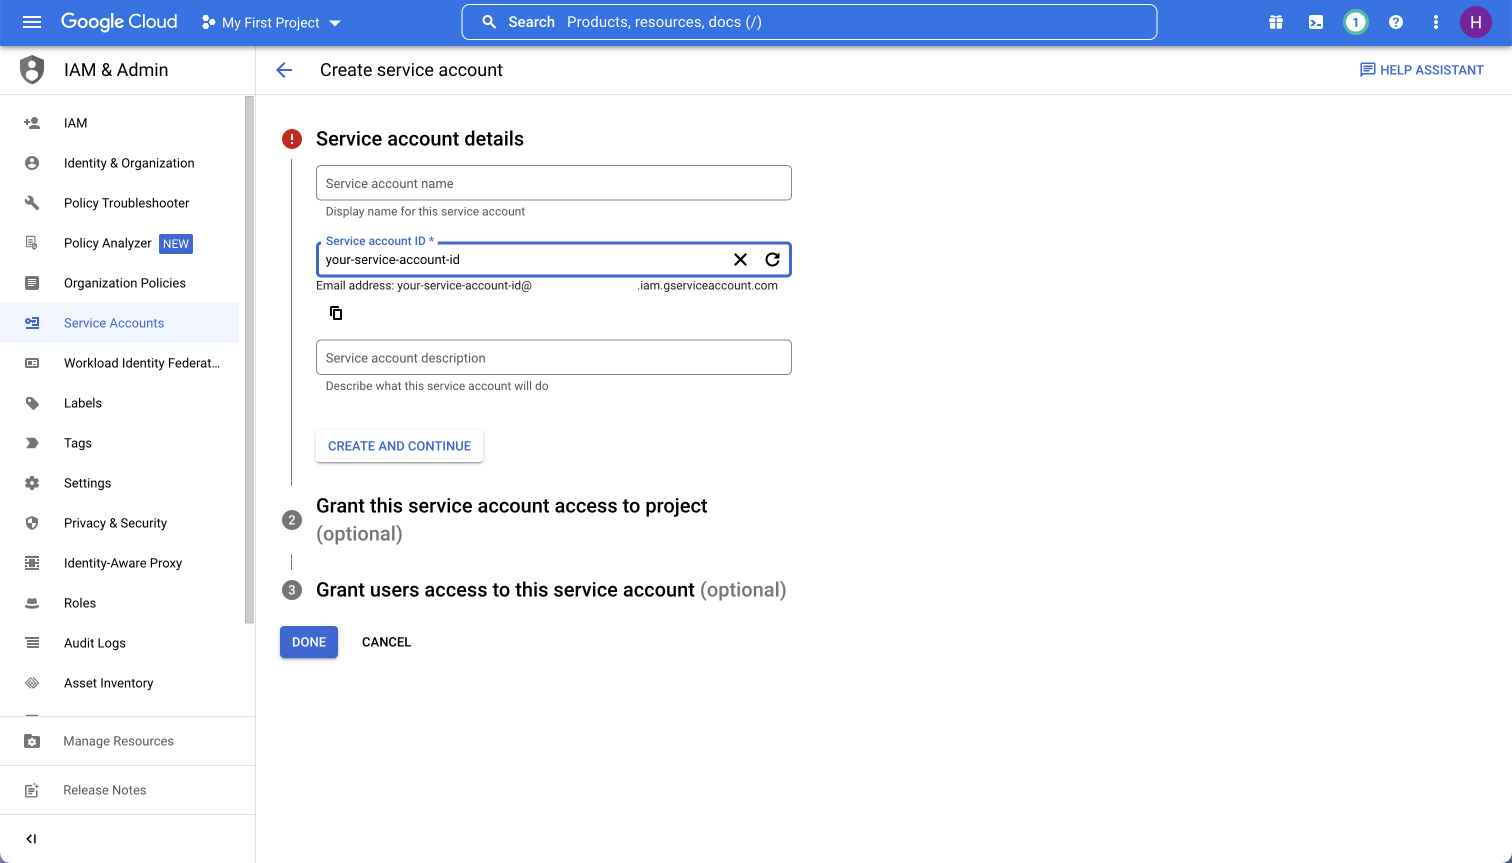 Google Cloud
My First Project
Search Products, resources, docs (/)
1
H
IAM & Admin
Create service account
HELP ASSISTANT
IAM
Identity & Organization
Policy Troubleshooter
Policy Analyzer NEW
Organization Policies
Service Accounts
Workload Identity Federat...
Labels
Tags
Settings
Privacy & Security
Identity-Aware Proxy
Roles
Audit Logs
Asset Inventory
Manage Resources
Release Notes
Service account details
Service account name
Display name for this service account
Service account ID *
your-service-account-id
Email address: your-service-account-id@ .iam.gserviceaccount.com
Service account description
Describe what this service account will do
CREATE AND CONTINUE
2 Grant this service account access to project
(optional)
3 Grant users access to this service account (optional)
DONE CANCEL